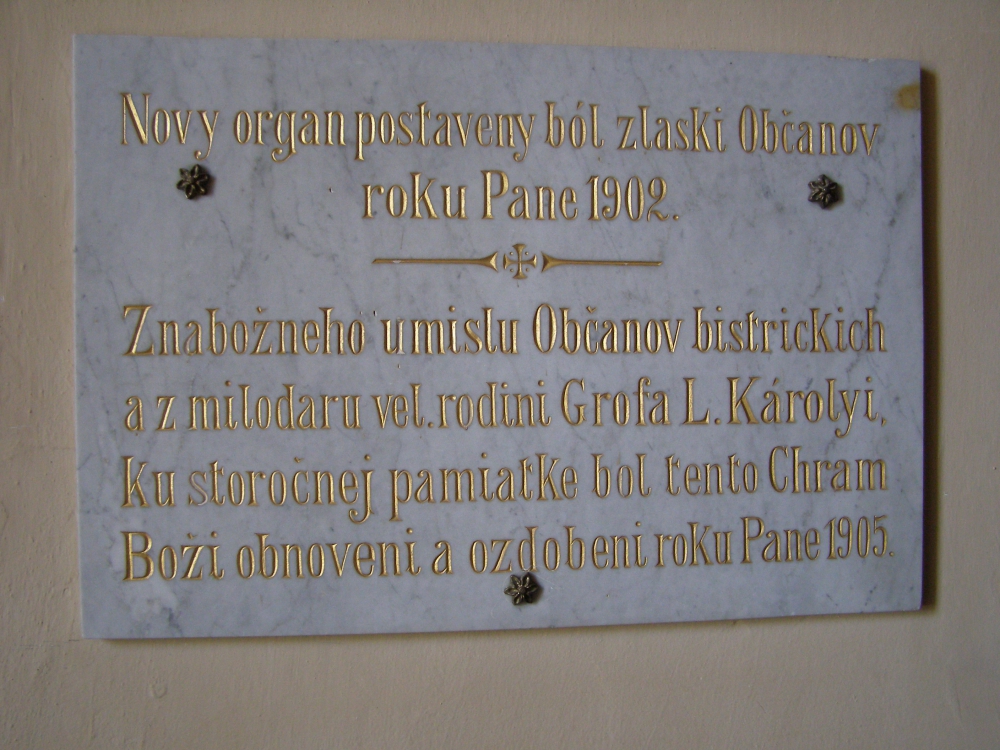 Novy organ postaveny ból zlaski Občanov
roku Pane 1902.
Znabožneho umislu Občanov bistrickich
a z milodaru vel. rodini Grofa L. Károlyi,
ku storočnej pamiatke bol tento Chram
Boži obnoveni a ozdobeni roku Pane 1905.